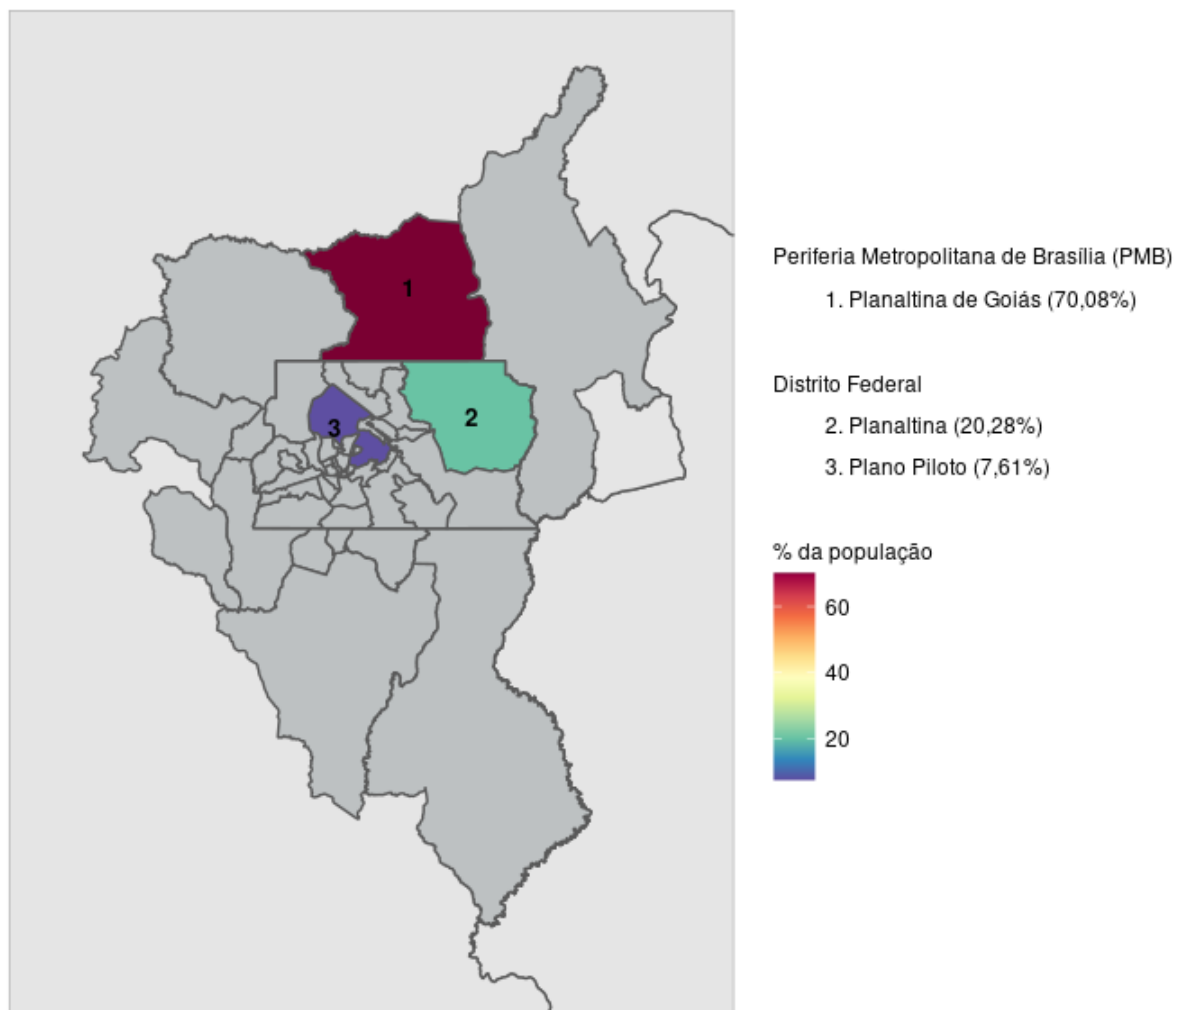 1
2
3
Periferia Metropolitana de Brasília (PMB)
1. Planaltina de Goiás (70,08%)
Distrito Federal
2. Planaltina (20,28%)
3. Plano Piloto (7,61%)
% da população
60
40
20